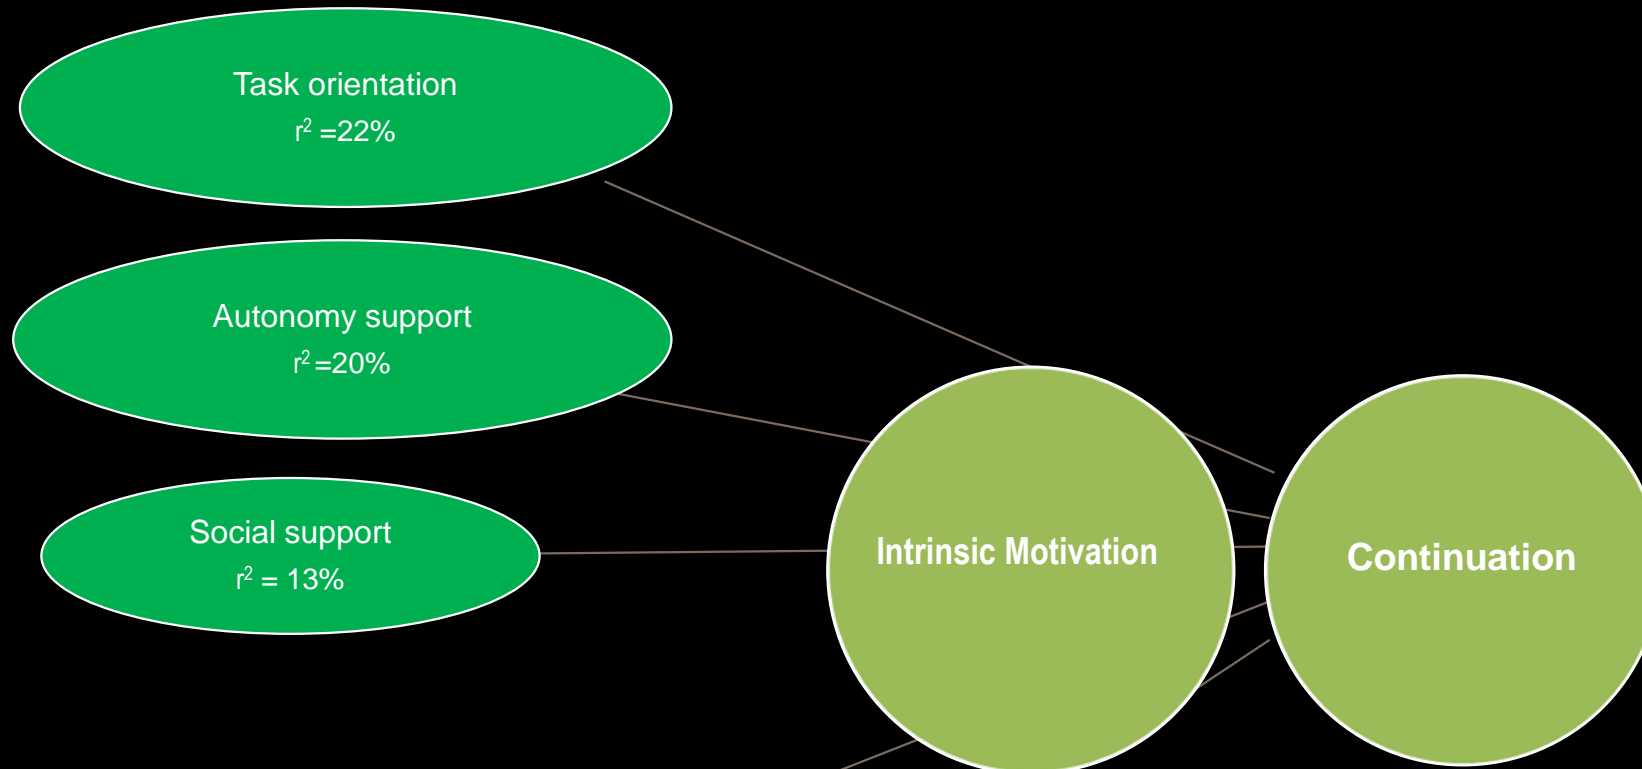 Task orientation
r² =22%
Autonomy support
r² =20%
Social support
r² = 13%
Intrinsic Motivation
Continuation